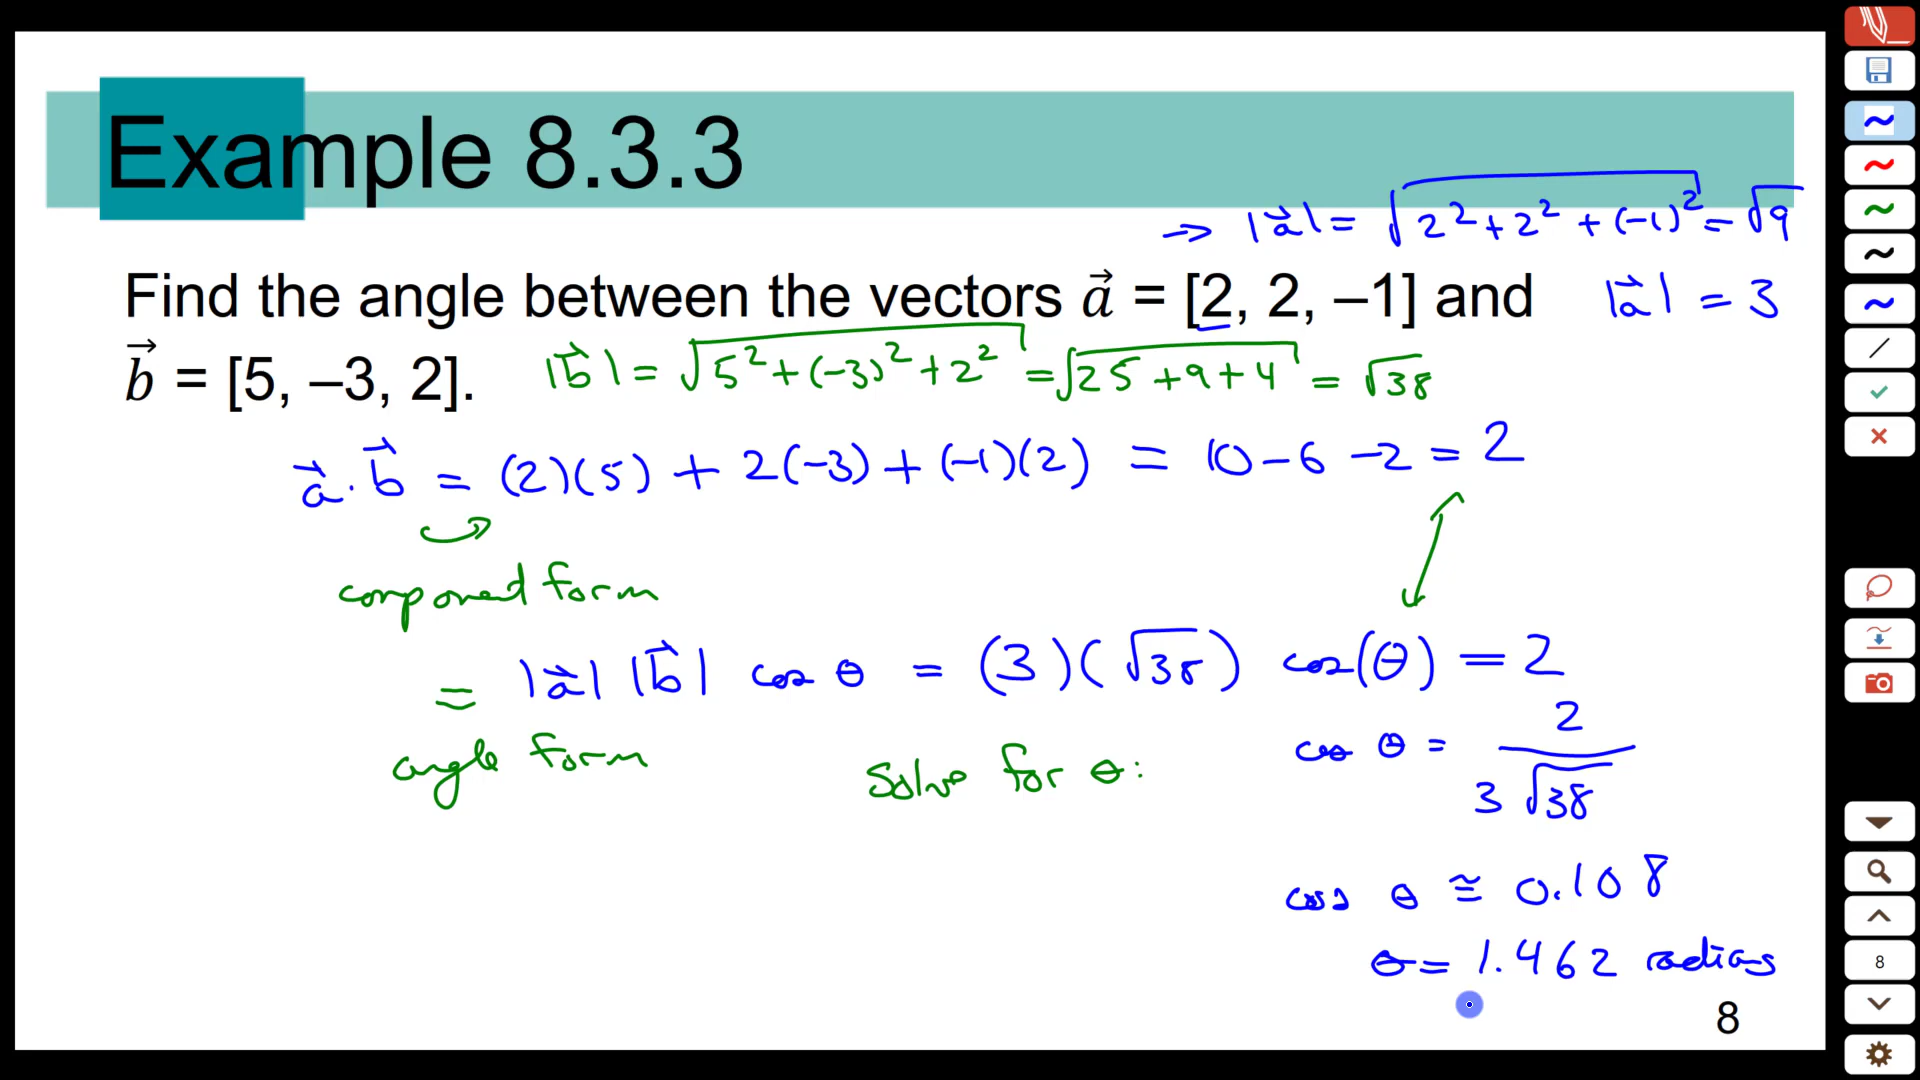 Example 8.3.3
→ |a⃗| = √(2² + 2² + (-1)²) = √9
Find the angle between the vectors a⃗ = [2, 2, –1] and
|a⃗| = 3
b⃗ = [5, –3, 2].
|b⃗| = √(5² + (-3)² + 2²) = √(25 + 9 + 4) = √38
a⃗ · b⃗ = (2)(5) + 2(-3) + (-1)(2) = 10 - 6 - 2 = 2
component form
= |a⃗| |b⃗| cos θ = (3)(√38) cos(θ) = 2
angle form
Solve for θ:
cos θ = 2 / 3√38
cos θ ≅ 0.108
θ = 1.462 radians
8
8